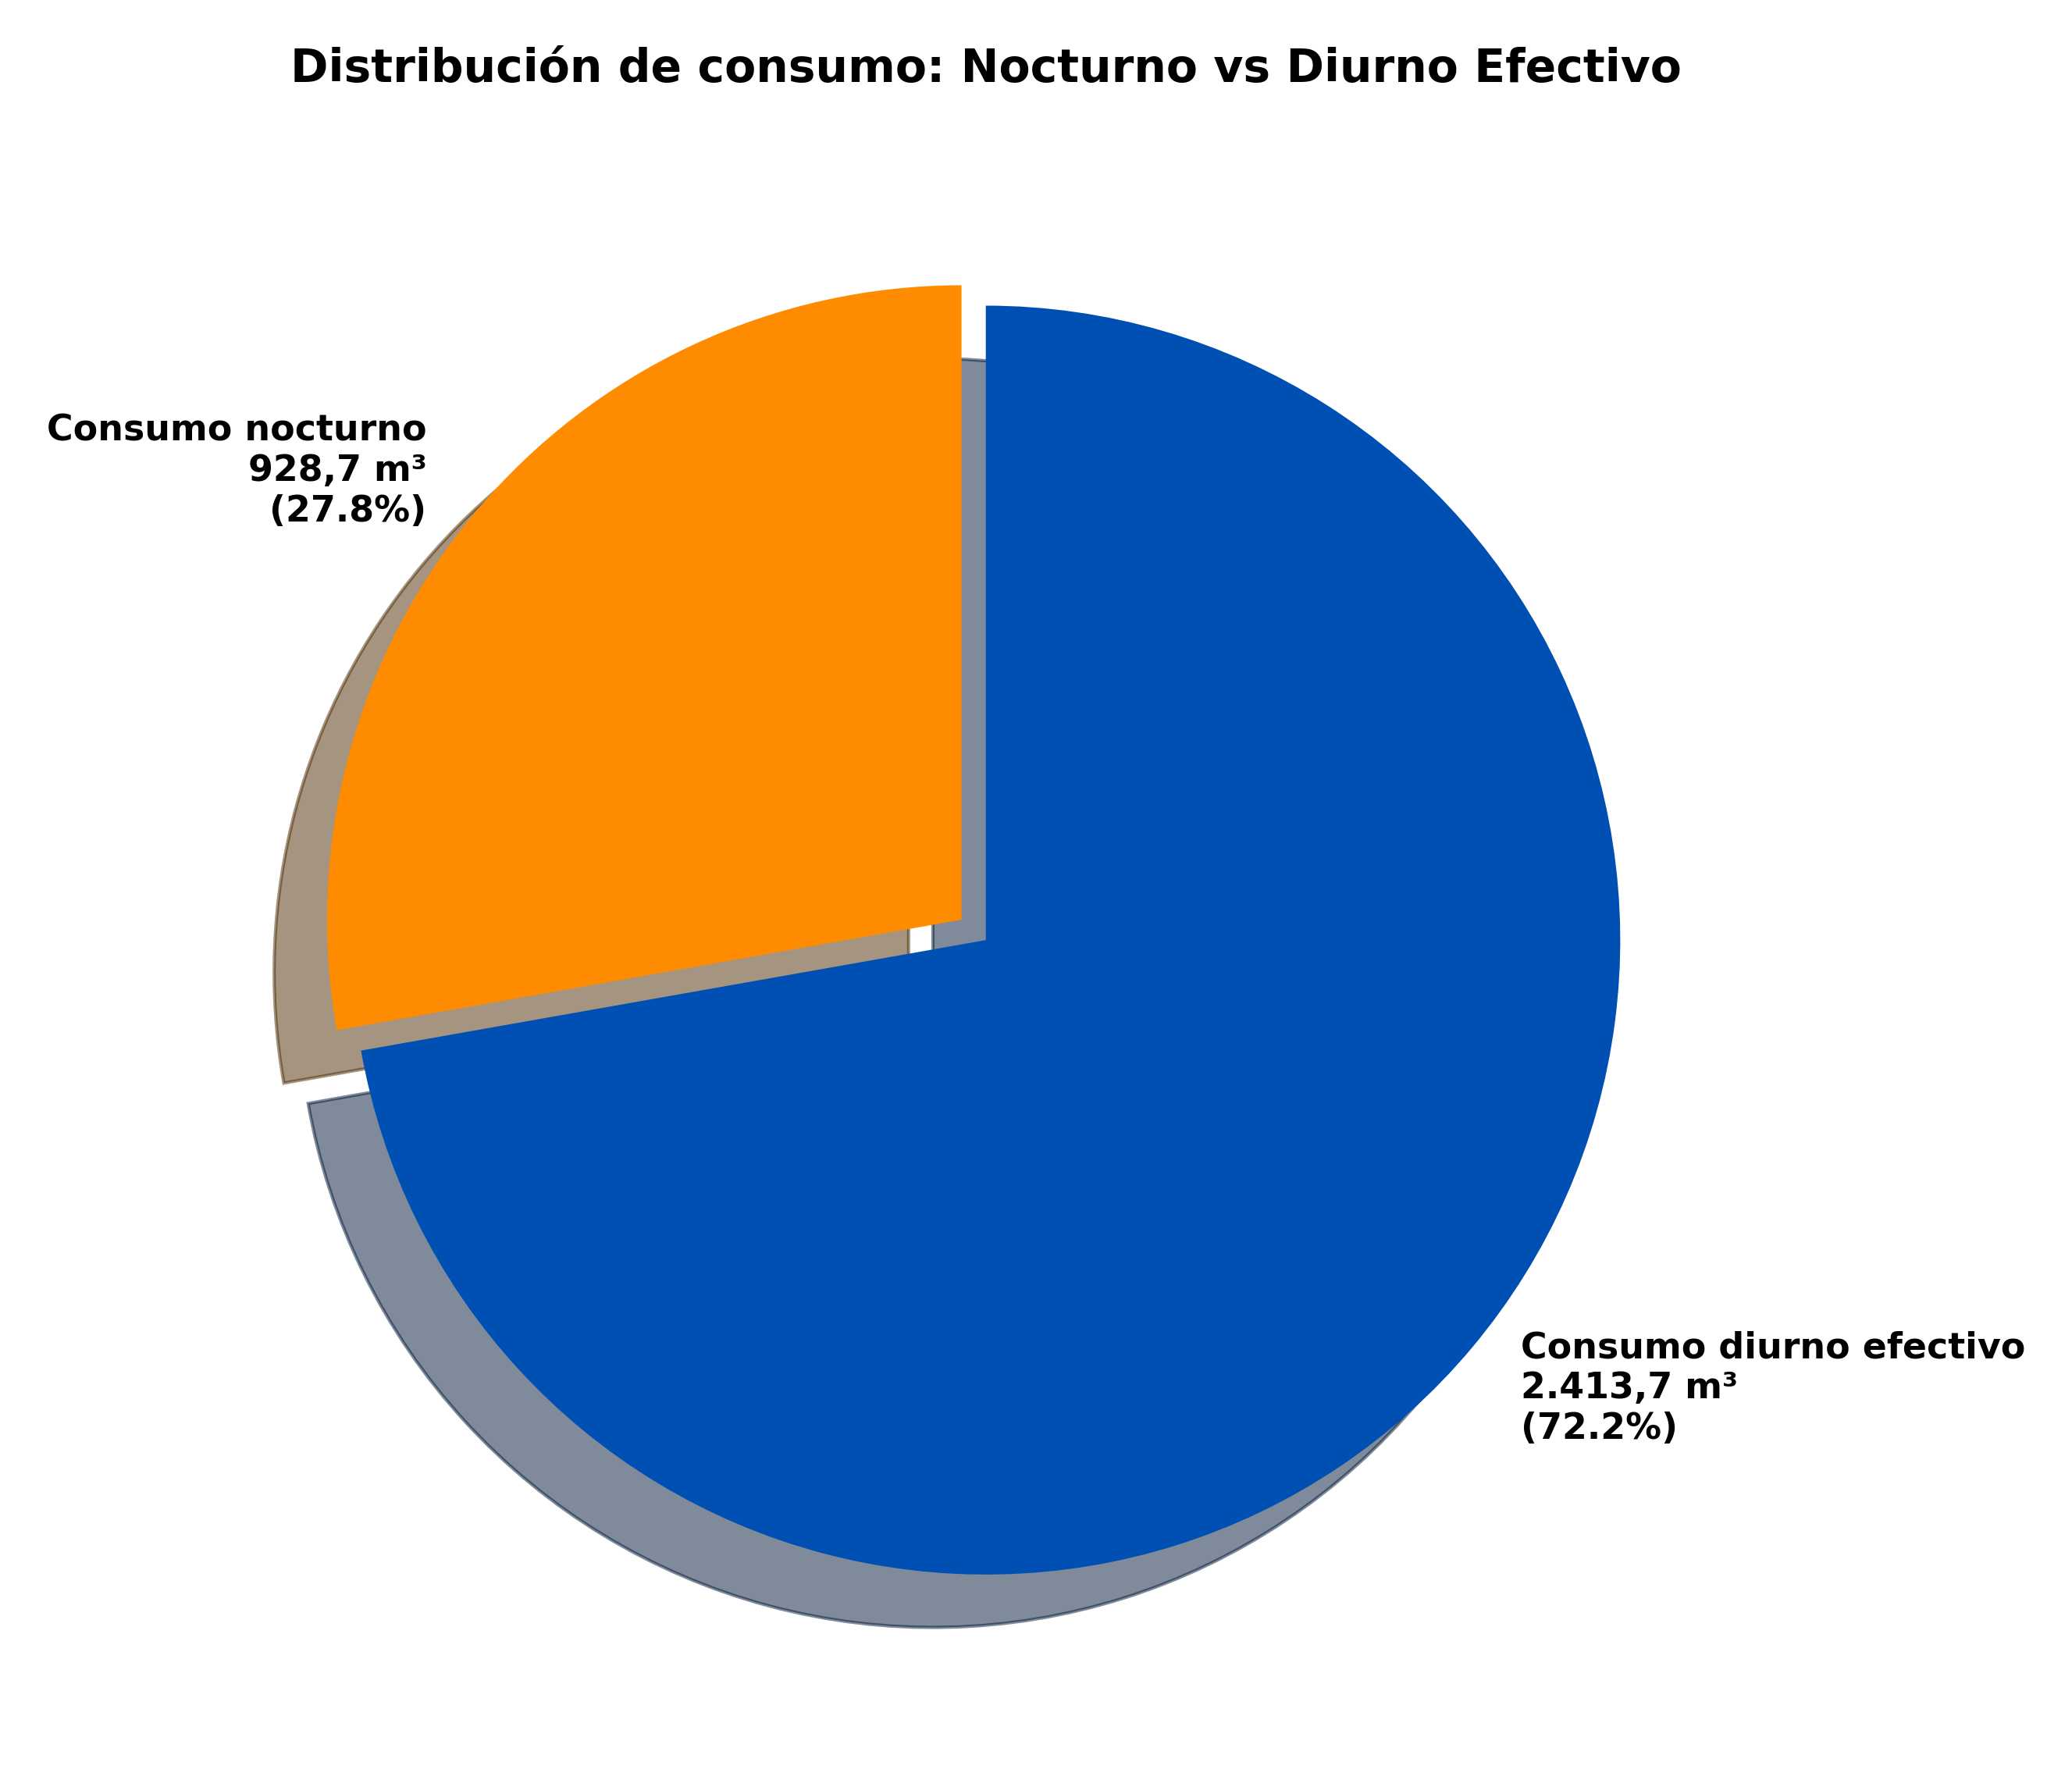 Distribución de consumo: Nocturno vs Diurno Efectivo
Consumo nocturno
928,7 m³
(27.8%)
Consumo diurno efectivo
2.413,7 m³
(72.2%)